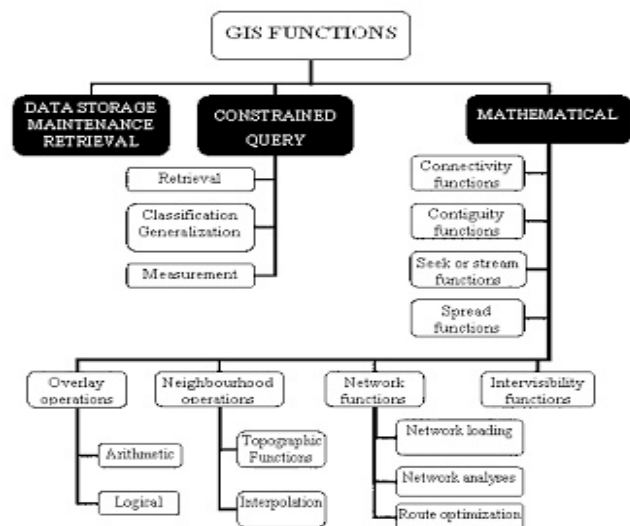 GIS FUNCTIONS
DATA STORAGE
MAINTENANCE
RETRIEVAL
CONSTRAINED
QUERY
MATHEMATICAL
Retrieval
Classification
Generalization
Measurement
Connectivity
functions
Contiguity
functions
Seek or stream
functions
Spread
functions
Overlay
operations
Neighbourhood
operations
Network
functions
Intervisibility
functions
Arithmetic
Logical
Topographic
Functions
Interpolation
Network loading
Network analyses
Route optimization